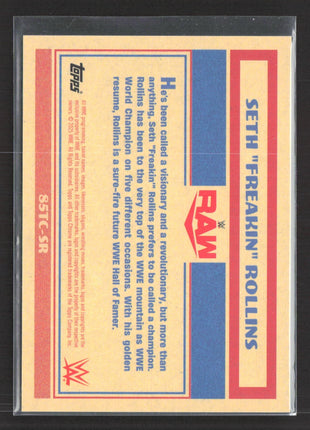 SETH "FREAKIN" ROLLINS
W
RAW
He's been called a visionary and a revolutionary, but more than
anything, Seth "Freakin" Rollins prefers to be called a champion.
Rollins has been to the very top of the WWE mountain as WWE
World Champion on five different occasions. With his golden
resume, Rollins is a sure-fire future WWE Hall of Famer.
topps
85TC-SR
W